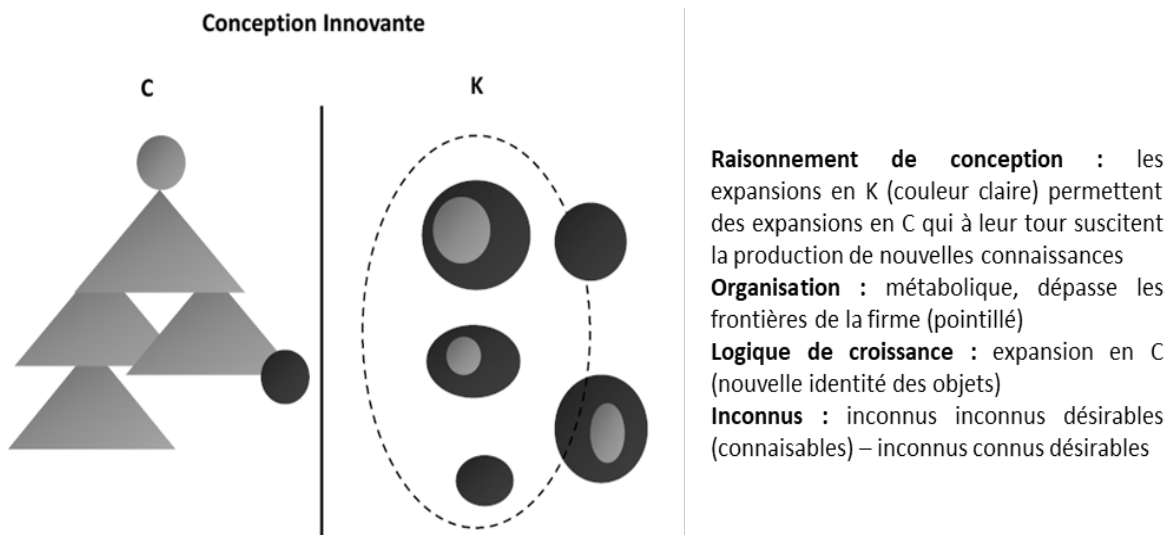 Conception Innovante
C
K
Raisonnement de conception : les
expansions en K (couleur claire) permettent
des expansions en C qui à leur tour suscitent
la production de nouvelles connaissances
Organisation : métabolique, dépasse les
frontières de la firme (pointillé)
Logique de croissance : expansion en C
(nouvelle identité des objets)
Inconnus : inconnus inconnus désirables
(connaisables) – inconnus connus désirables